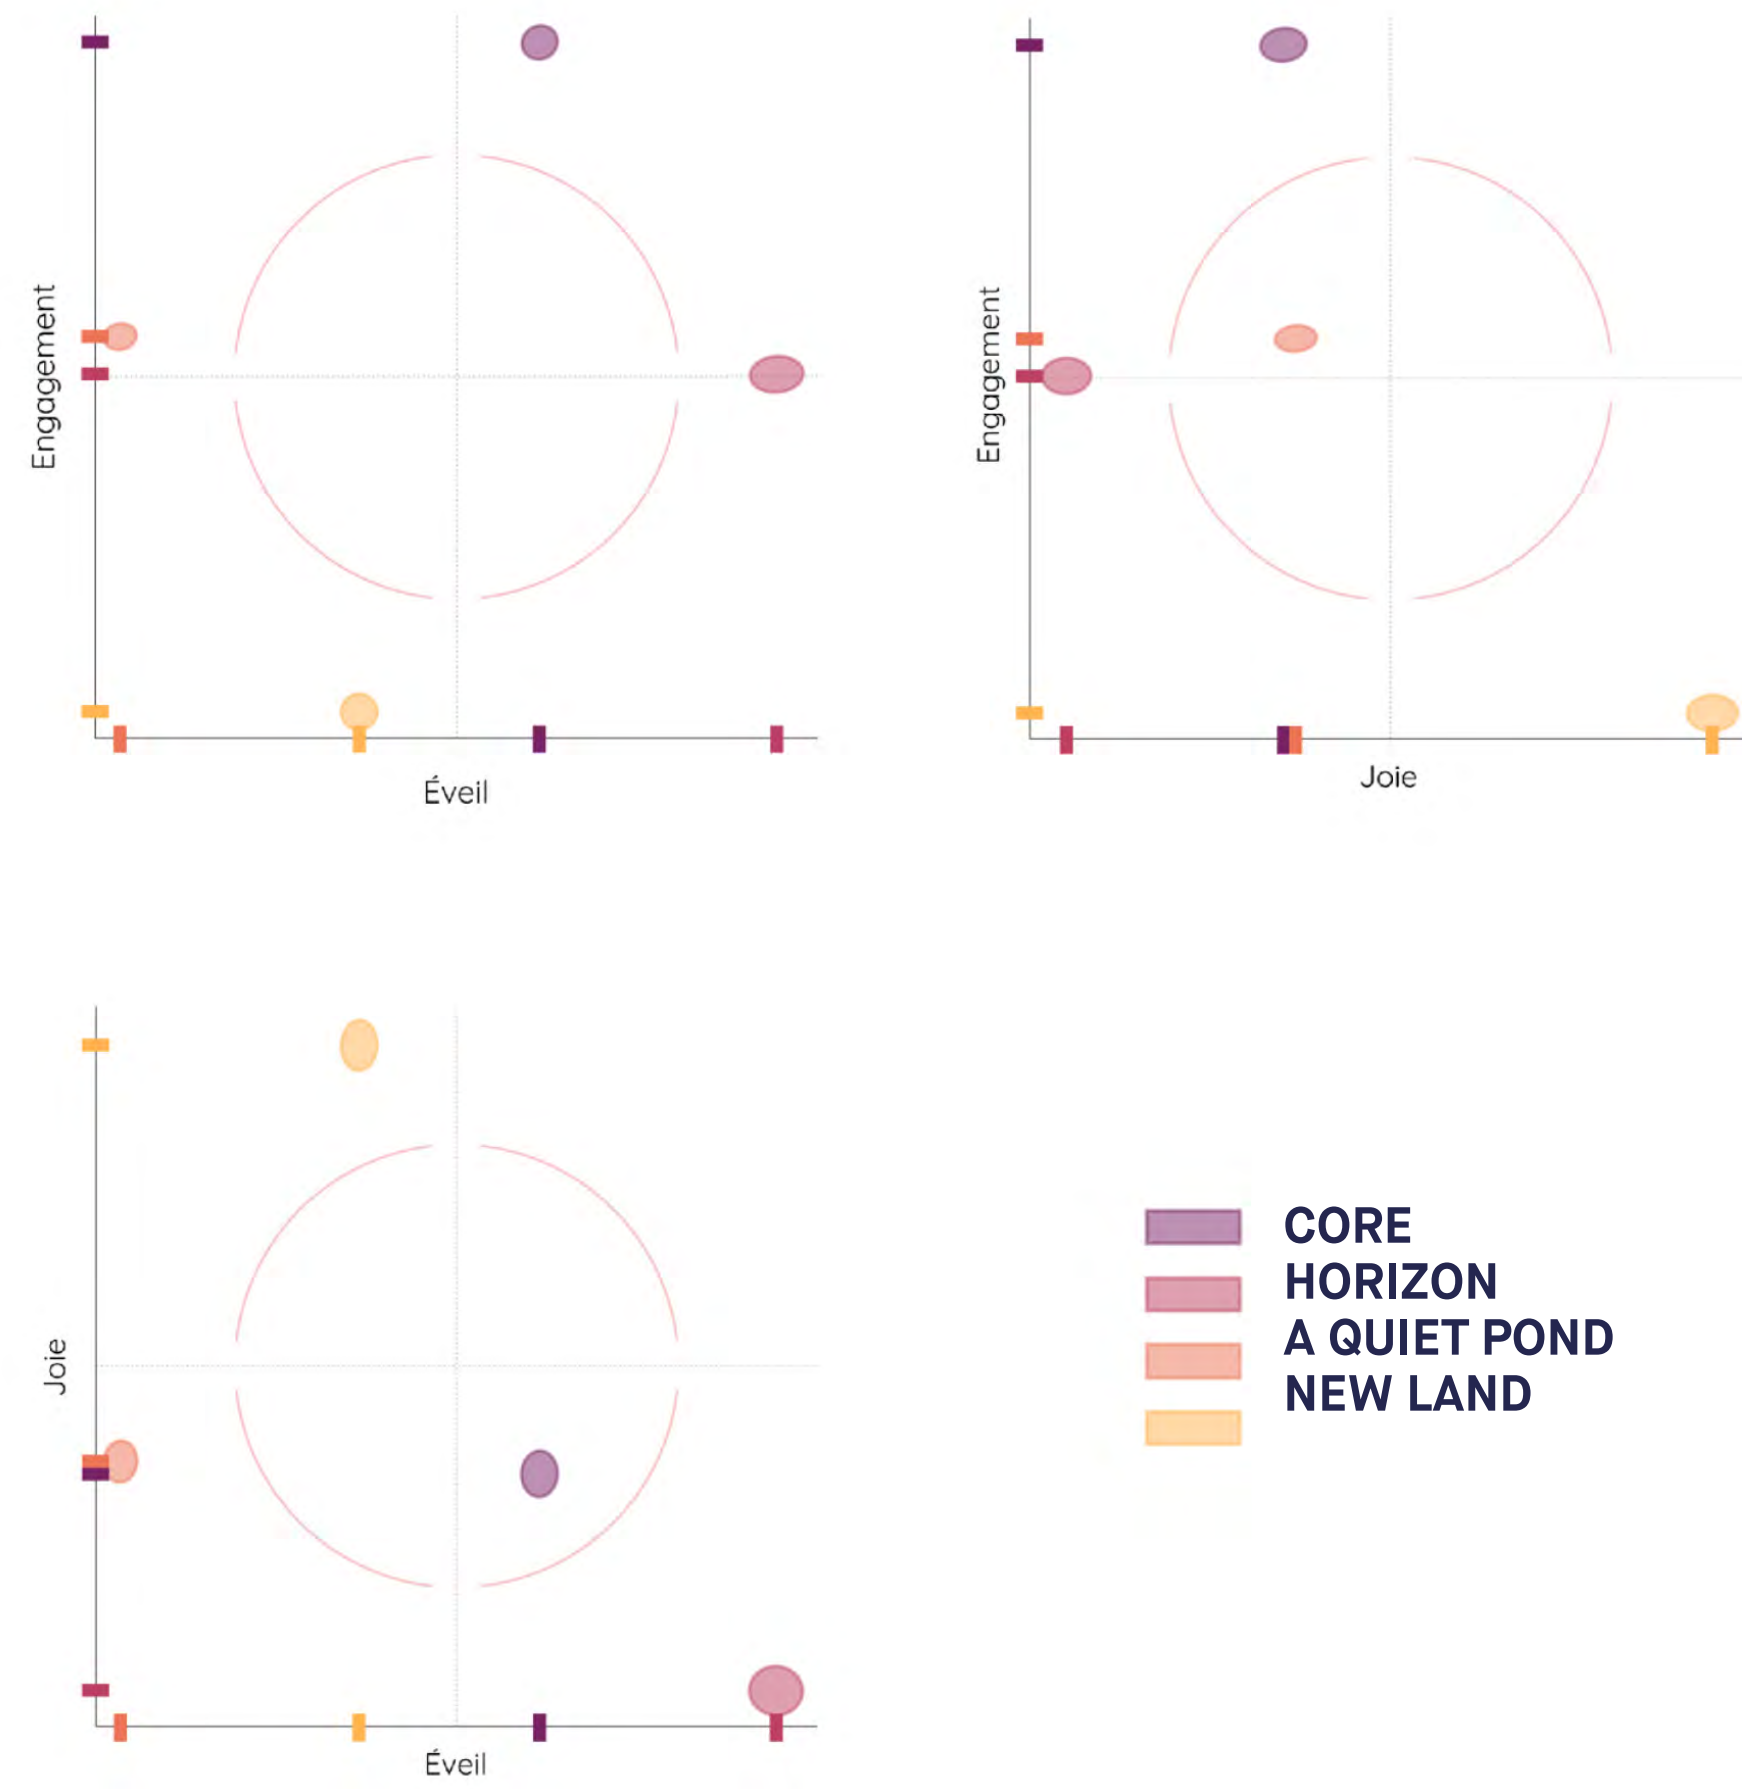 Engagement
Éveil
Engagement
Joie
Joie
Éveil
CORE
HORIZON
A QUIET POND
NEW LAND